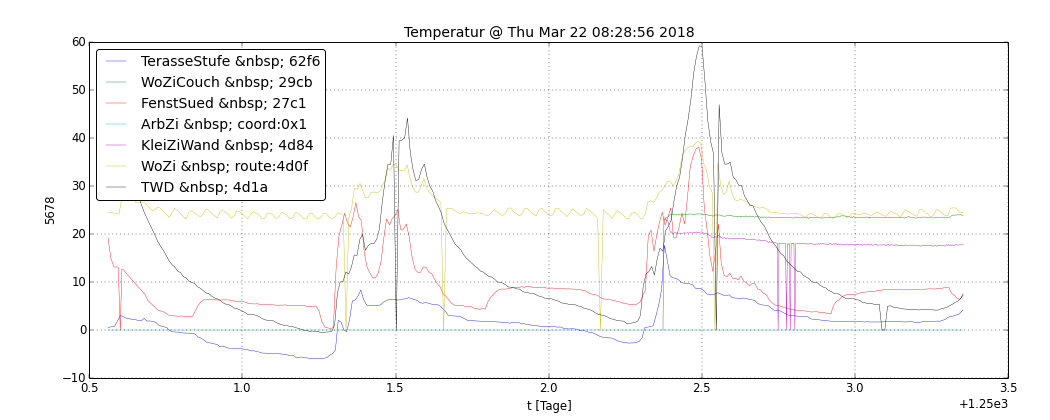 Temperatur @ Thu Mar 22 08:28:56 2018
60
50
40
30
20
10
0
−10
5678
TerasseStufe &nbsp; 62f6
WoZiCouch &nbsp; 29cb
FenstSued &nbsp; 27c1
ArbZi &nbsp; coord:0x1
KleiZiWand &nbsp; 4d84
WoZi &nbsp; route:4d0f
TWD &nbsp; 4d1a
0.5 1.0 1.5 2.0 2.5 3.0 3.5
t [Tage]
+1.25e3